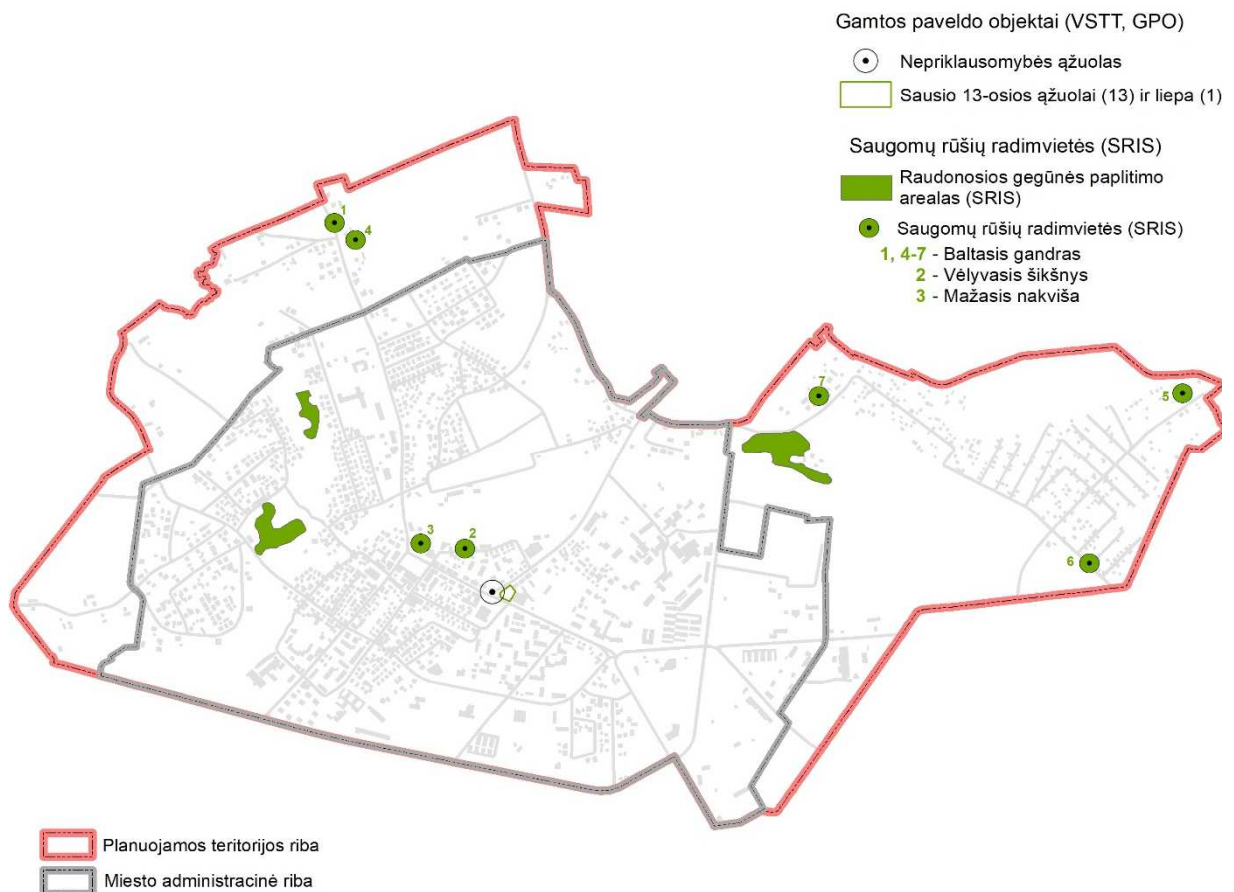 Gamtos paveldo objektai (VSTT, GPO)
Nepriklausomybės ąžuolas
Sausio 13-osios ąžuolai (13) ir liepa (1)
Saugomų rūšių radimvietės (SRIS)
Raudonosios gegūnės paplitimo
arealas (SRIS)
Saugomų rūšių radimvietės (SRIS)
1, 4-7 - Baltasis gandras
2 - Vėlyvasis šikšnys
3 - Mažasis nakviša
1
4
7
5
3
2
6
Planuojamos teritorijos riba
Miesto administracinė riba